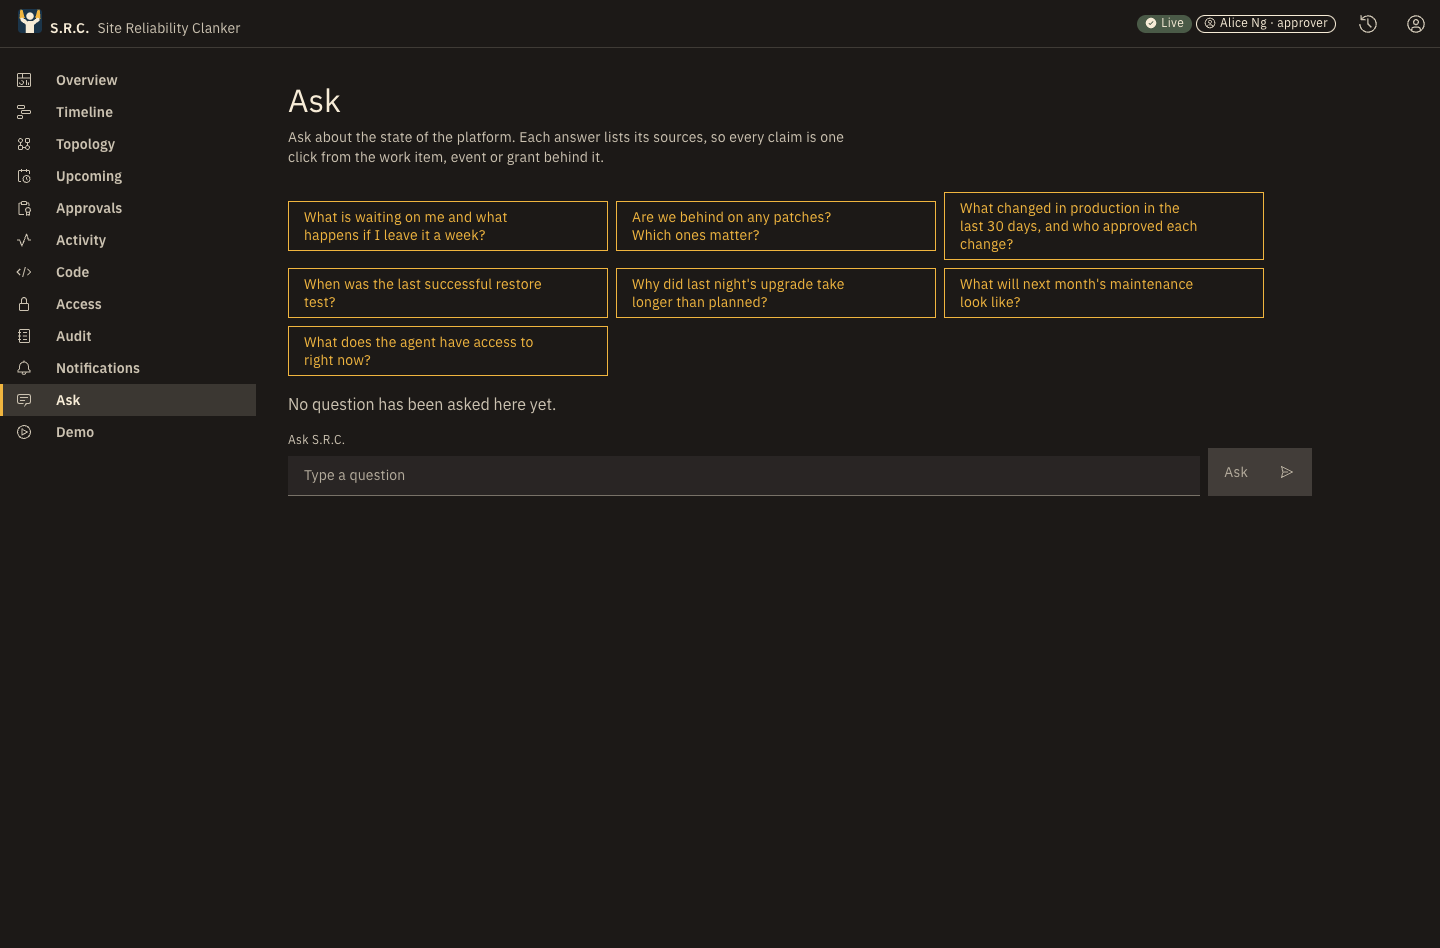 S.R.C. Site Reliability Clanker
Live
Alice Ng · approver
Overview
Timeline
Topology
Upcoming
Approvals
Activity
Code
Access
Audit
Notifications
Ask
Demo
Ask
Ask about the state of the platform. Each answer lists its sources, so every claim is one
click from the work item, event or grant behind it.
What is waiting on me and what
happens if I leave it a week?
Are we behind on any patches?
Which ones matter?
What changed in production in the
last 30 days, and who approved each
change?
When was the last successful restore
test?
Why did last night's upgrade take
longer than planned?
What will next month's maintenance
look like?
What does the agent have access to
right now?
No question has been asked here yet.
Ask S.R.C.
Type a question
Ask